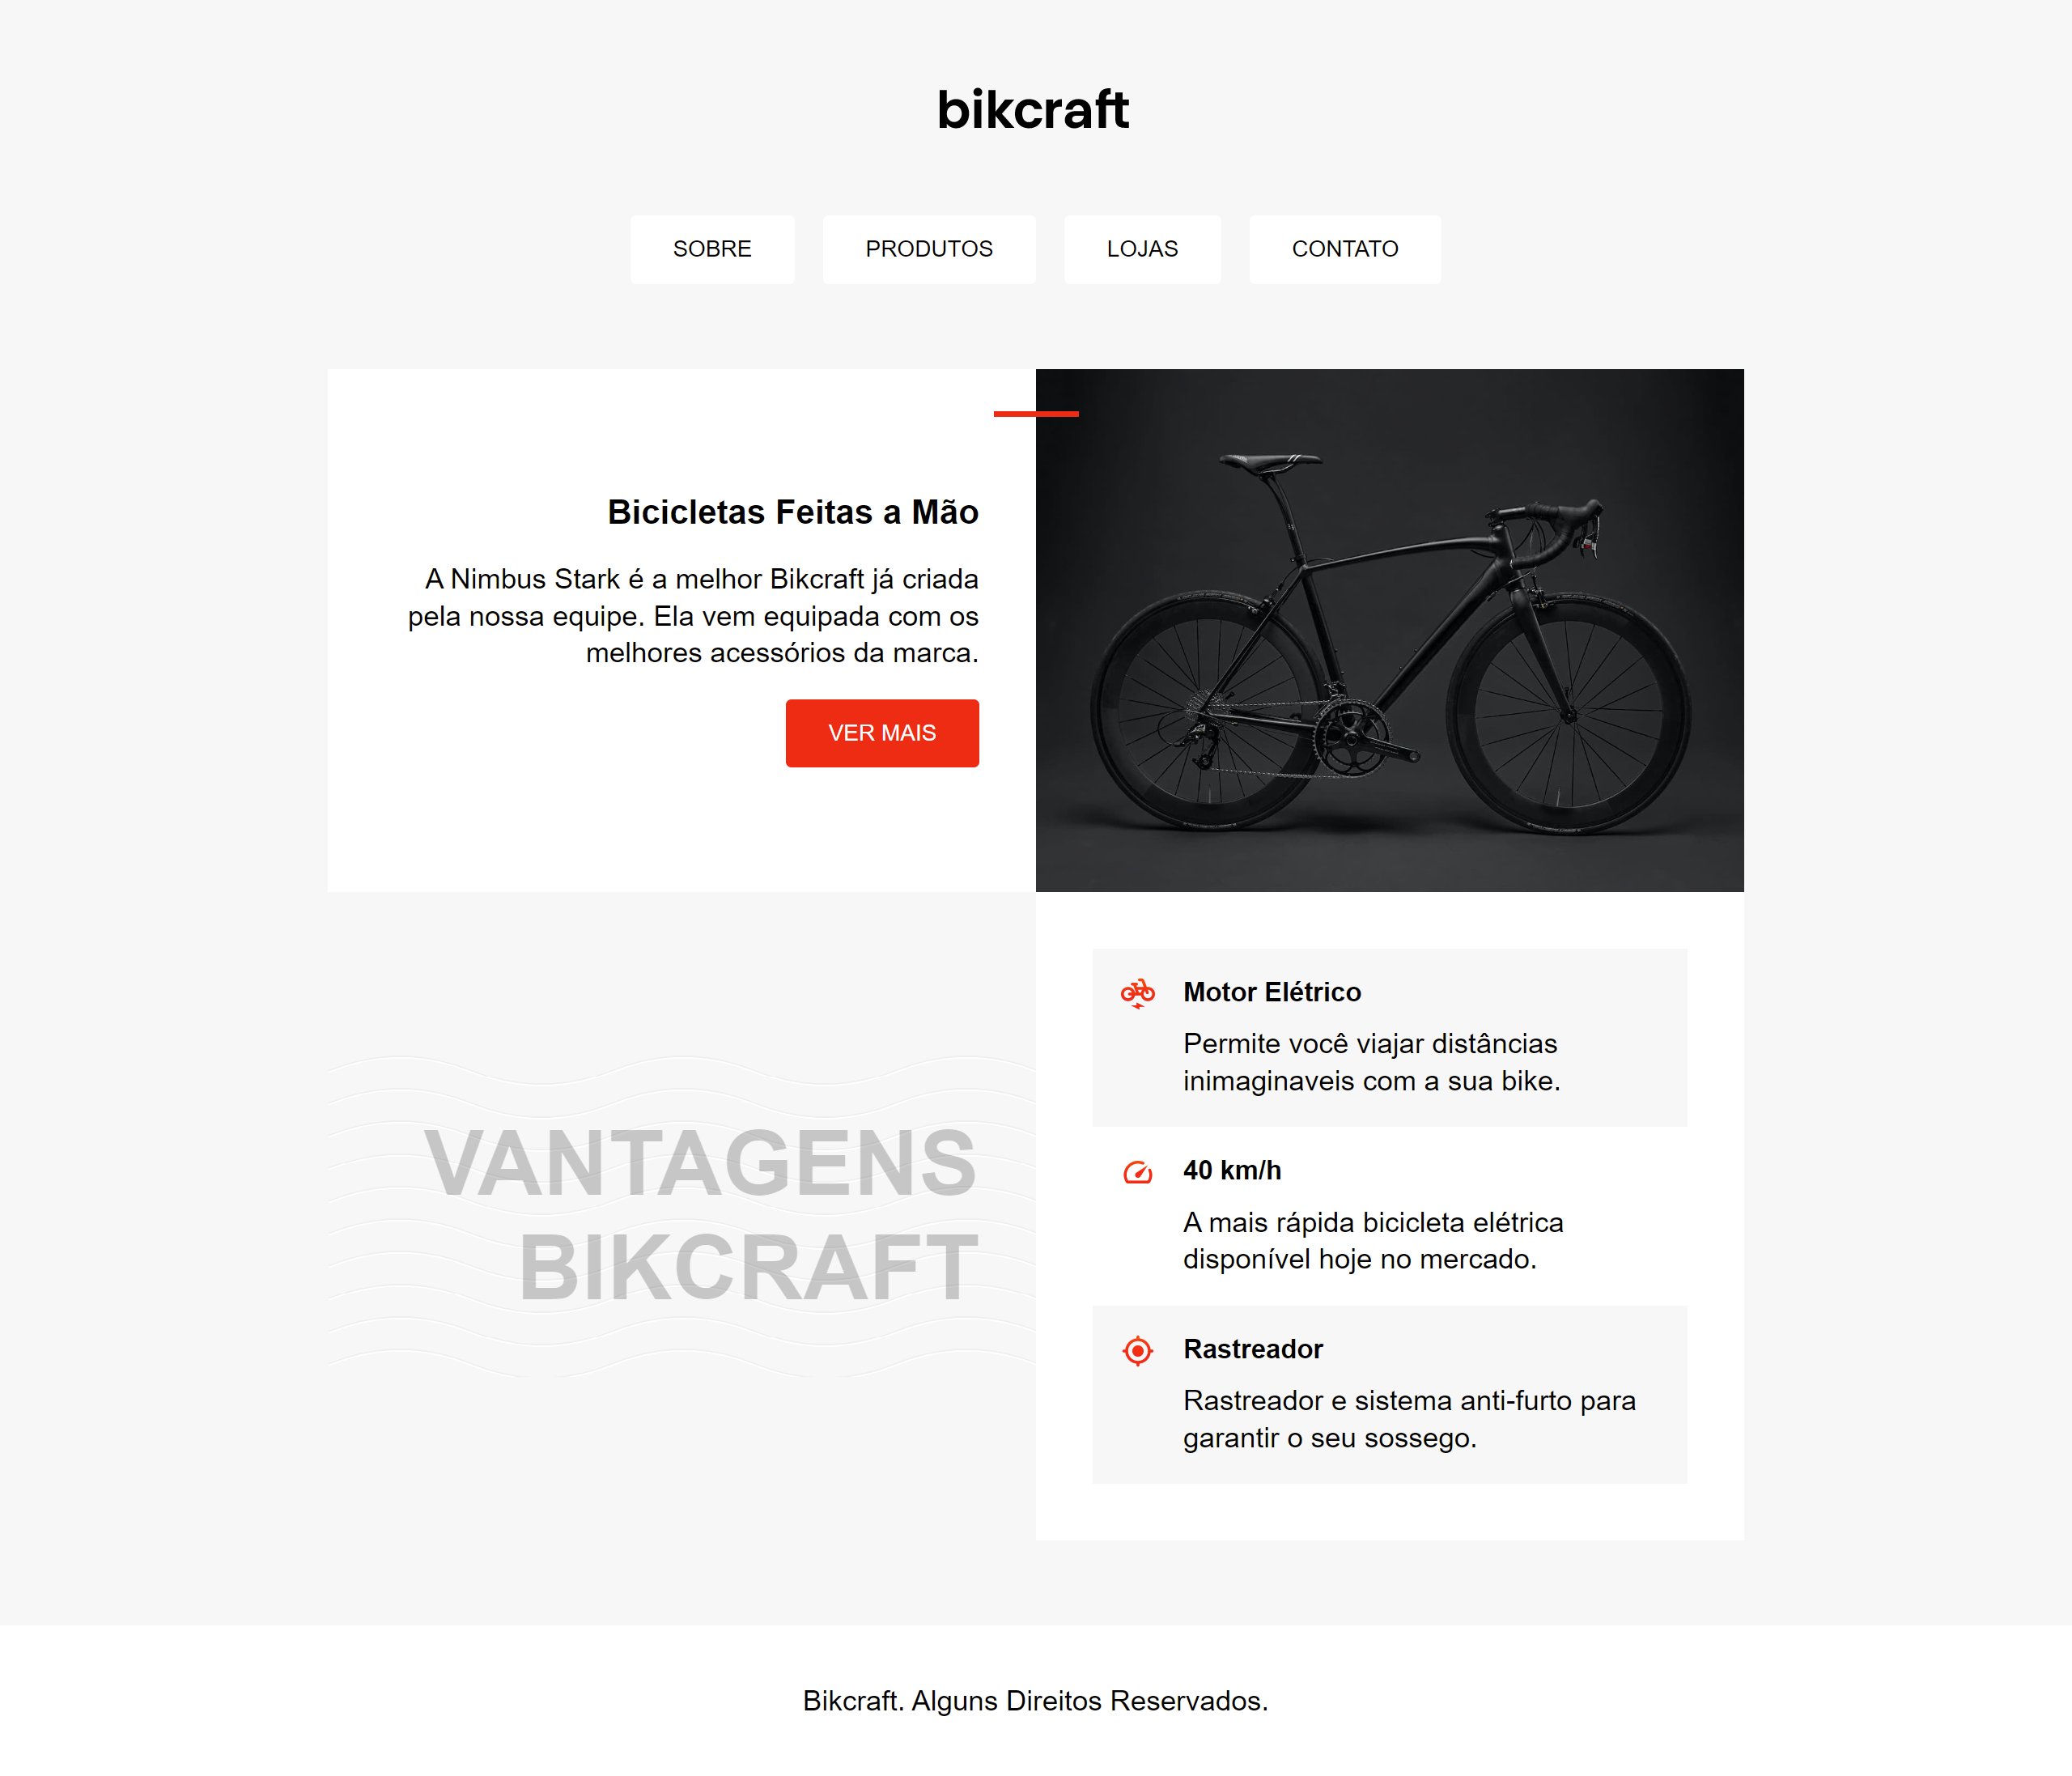 bikcraft
SOBRE PRODUTOS LOJAS CONTATO
Bicicletas Feitas a Mão
A Nimbus Stark é a melhor Bikcraft já criada
pela nossa equipe. Ela vem equipada com os
melhores acessórios da marca.
VER MAIS
VANTAGENS
BIKCRAFT
Motor Elétrico
Permite você viajar distâncias
inimaginaveis com a sua bike.
40 km/h
A mais rápida bicicleta elétrica
disponível hoje no mercado.
Rastreador
Rastreador e sistema anti-furto para
garantir o seu sossego.
Bikcraft. Alguns Direitos Reservados.